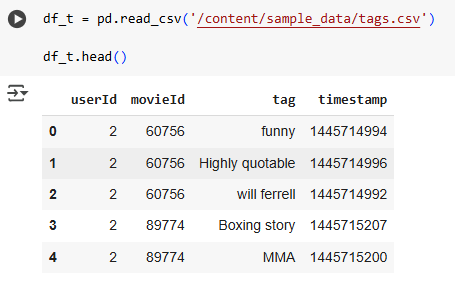 df_t = pd.read_csv('/content/sample_data/tags.csv')
df_t.head()
userId movieId tag timestamp
0 2 60756 funny 1445714994
1 2 60756 Highly quotable 1445714996
2 2 60756 will ferrell 1445714992
3 2 89774 Boxing story 1445715207
4 2 89774 MMA 1445715200